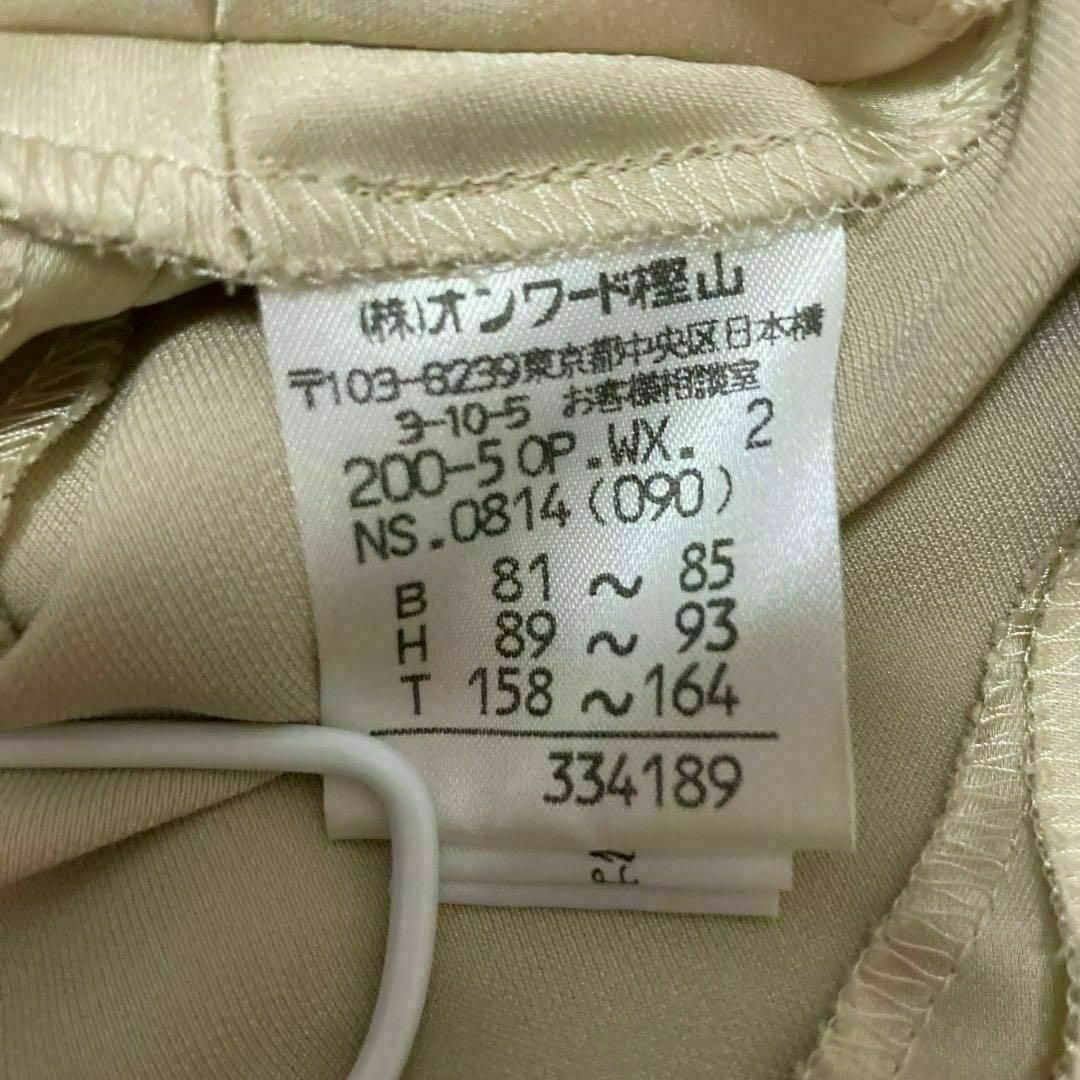 (株)オンワード樫山
〒103-8239東京都中央区日本橋
3-10-5 お客様相談室
200-5 OP.WX. 2
NS.0814(090)
B 81 ~ 85
H 89 ~ 93
T 158 ~ 164
334189